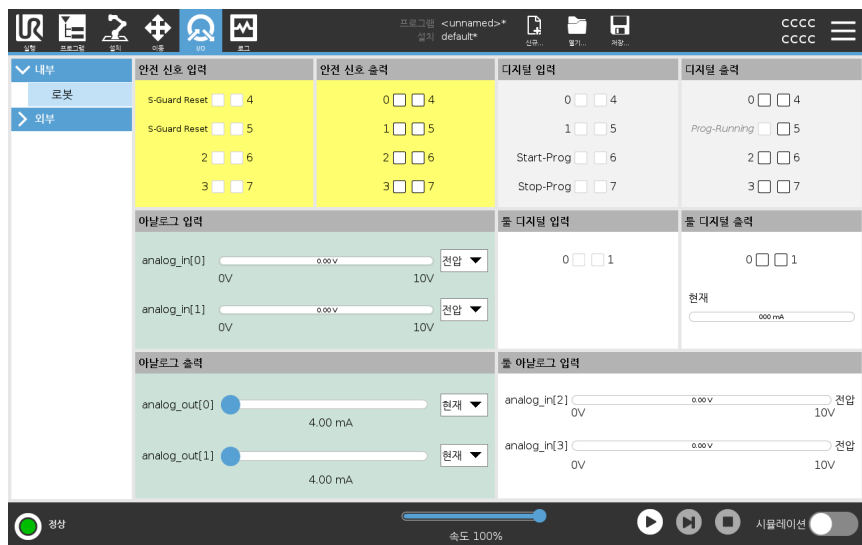 UR
실행
프로그램
설치
이동
I/O
로그
프로그램 <unnamed>*
설치 default*
신규...
열기...
저장...
CCCC
CCCC
내부
로봇
외부
안전 신호 입력
S-Guard Reset 4
S-Guard Reset 5
2 6
3 7
안전 신호 출력
0 4
1 5
2 6
3 7
디지털 입력
0 4
1 5
Start-Prog 6
Stop-Prog 7
디지털 출력
0 4
Prog-Running 5
2 6
3 7
아날로그 입력
analog_in[0] 0.00 V 전압
0V 10V
analog_in[1] 0.00 V 전압
0V 10V
툴 디지털 입력
0 1
툴 디지털 출력
0 1
현재
000 mA
아날로그 출력
analog_out[0] 현재
4.00 mA
analog_out[1] 현재
4.00 mA
툴 아날로그 입력
analog_in[2] 0.00 V 전압
0V 10V
analog_in[3] 0.00 V 전압
0V 10V
정상
속도 100%
시뮬레이션